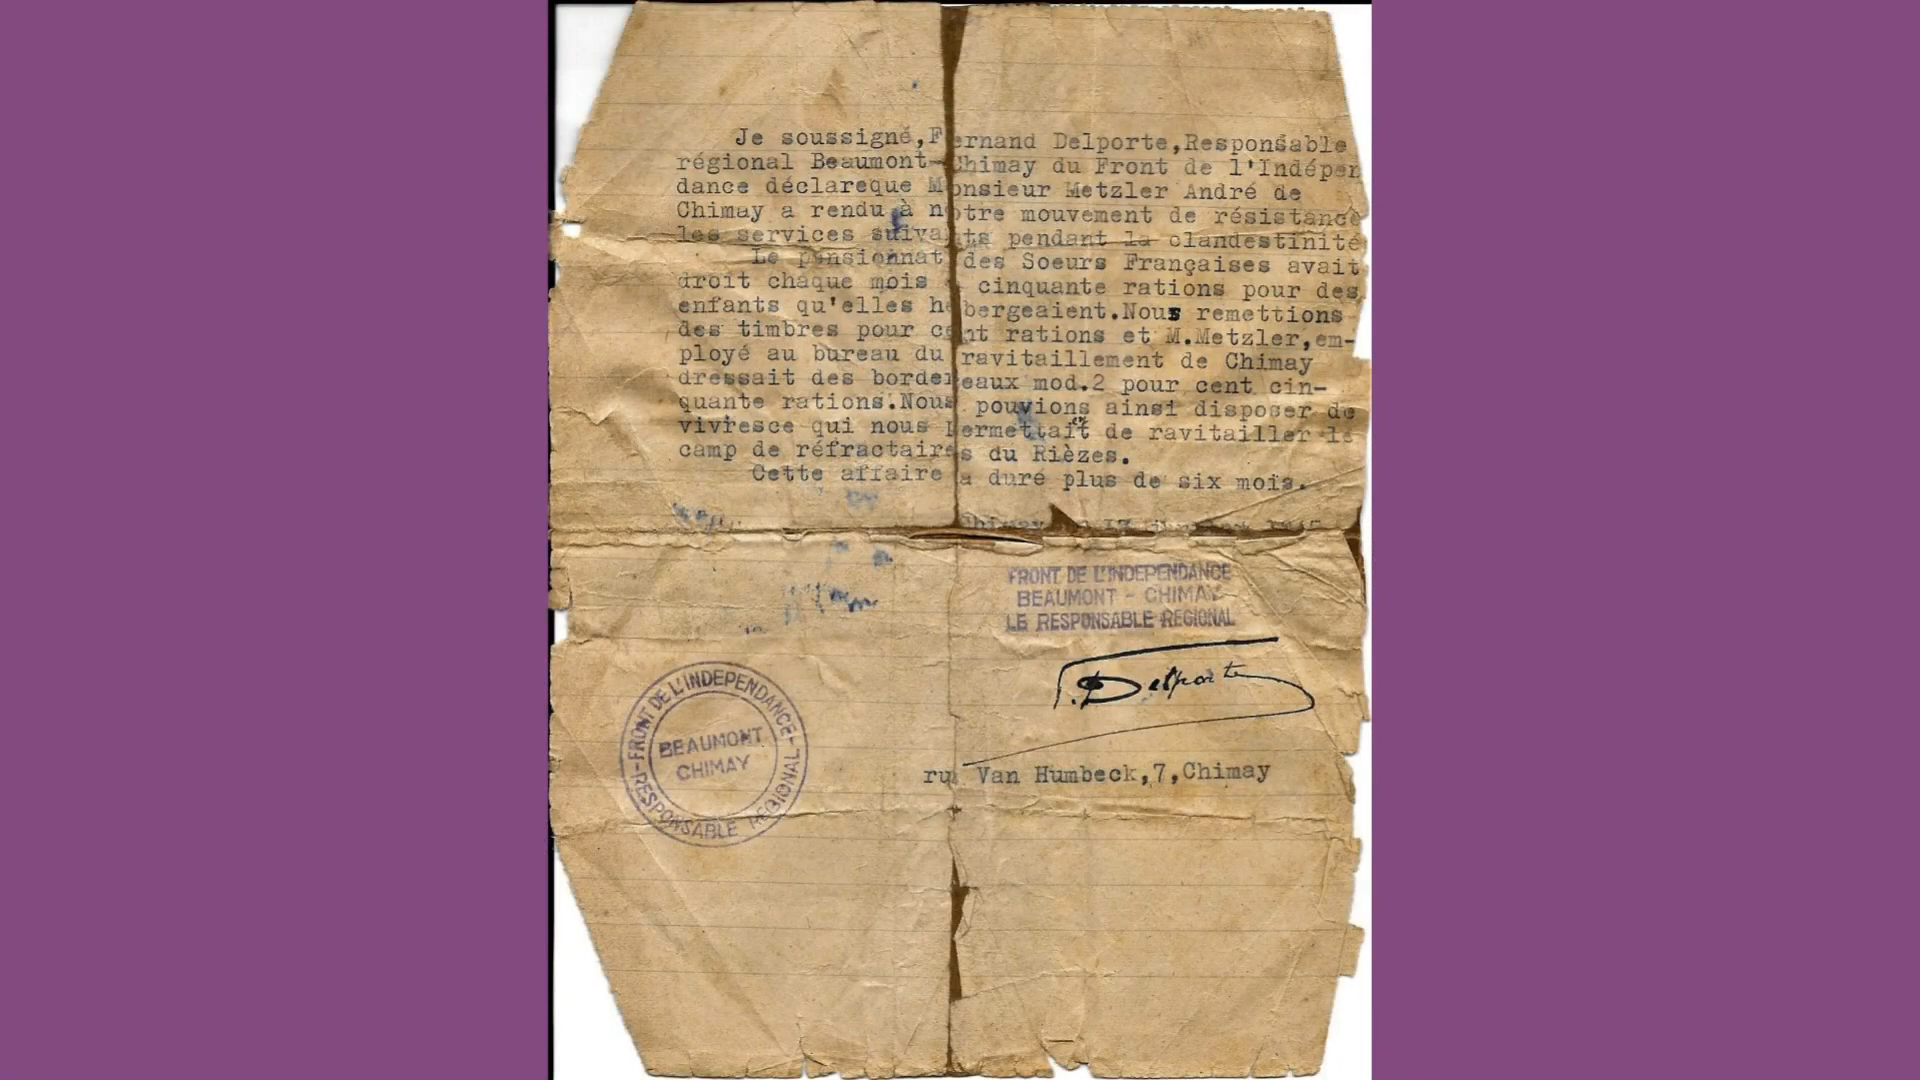 Je soussigné,Fernand Delporte,Responsable
régional Beaumont-Chimay du Front de l'Indépen
dance déclareque Monsieur Metzler André de
Chimay a rendu à notre mouvement de résistance
les services suivants pendant la clandestinité
Le pensionnat des Soeurs Françaises avait
droit chaque mois cinquante rations pour des
enfants qu'elles hébergeaient.Nous remettions
des timbres pour cent rations et M.Metzler,em-
ployé au bureau du ravitaillement de Chimay
dressait des bordereaux mod.2 pour cent cin-
quante rations.Nous pouvions ainsi disposer de
vivresce qui nous permettait de ravitailler le
camp de réfractaires du Rièzes.
Cette affaire a duré plus de six mois.
Chimay
FRONT DE L'INDEPENDANCE
BEAUMONT - CHIMAY
LE RESPONSABLE REGIONAL
F. Delporte
FRONT DE L'INDEPENDANCE
BEAUMONT
CHIMAY
RESPONSABLE REGIONAL
rue Van Humbeck,7,Chimay